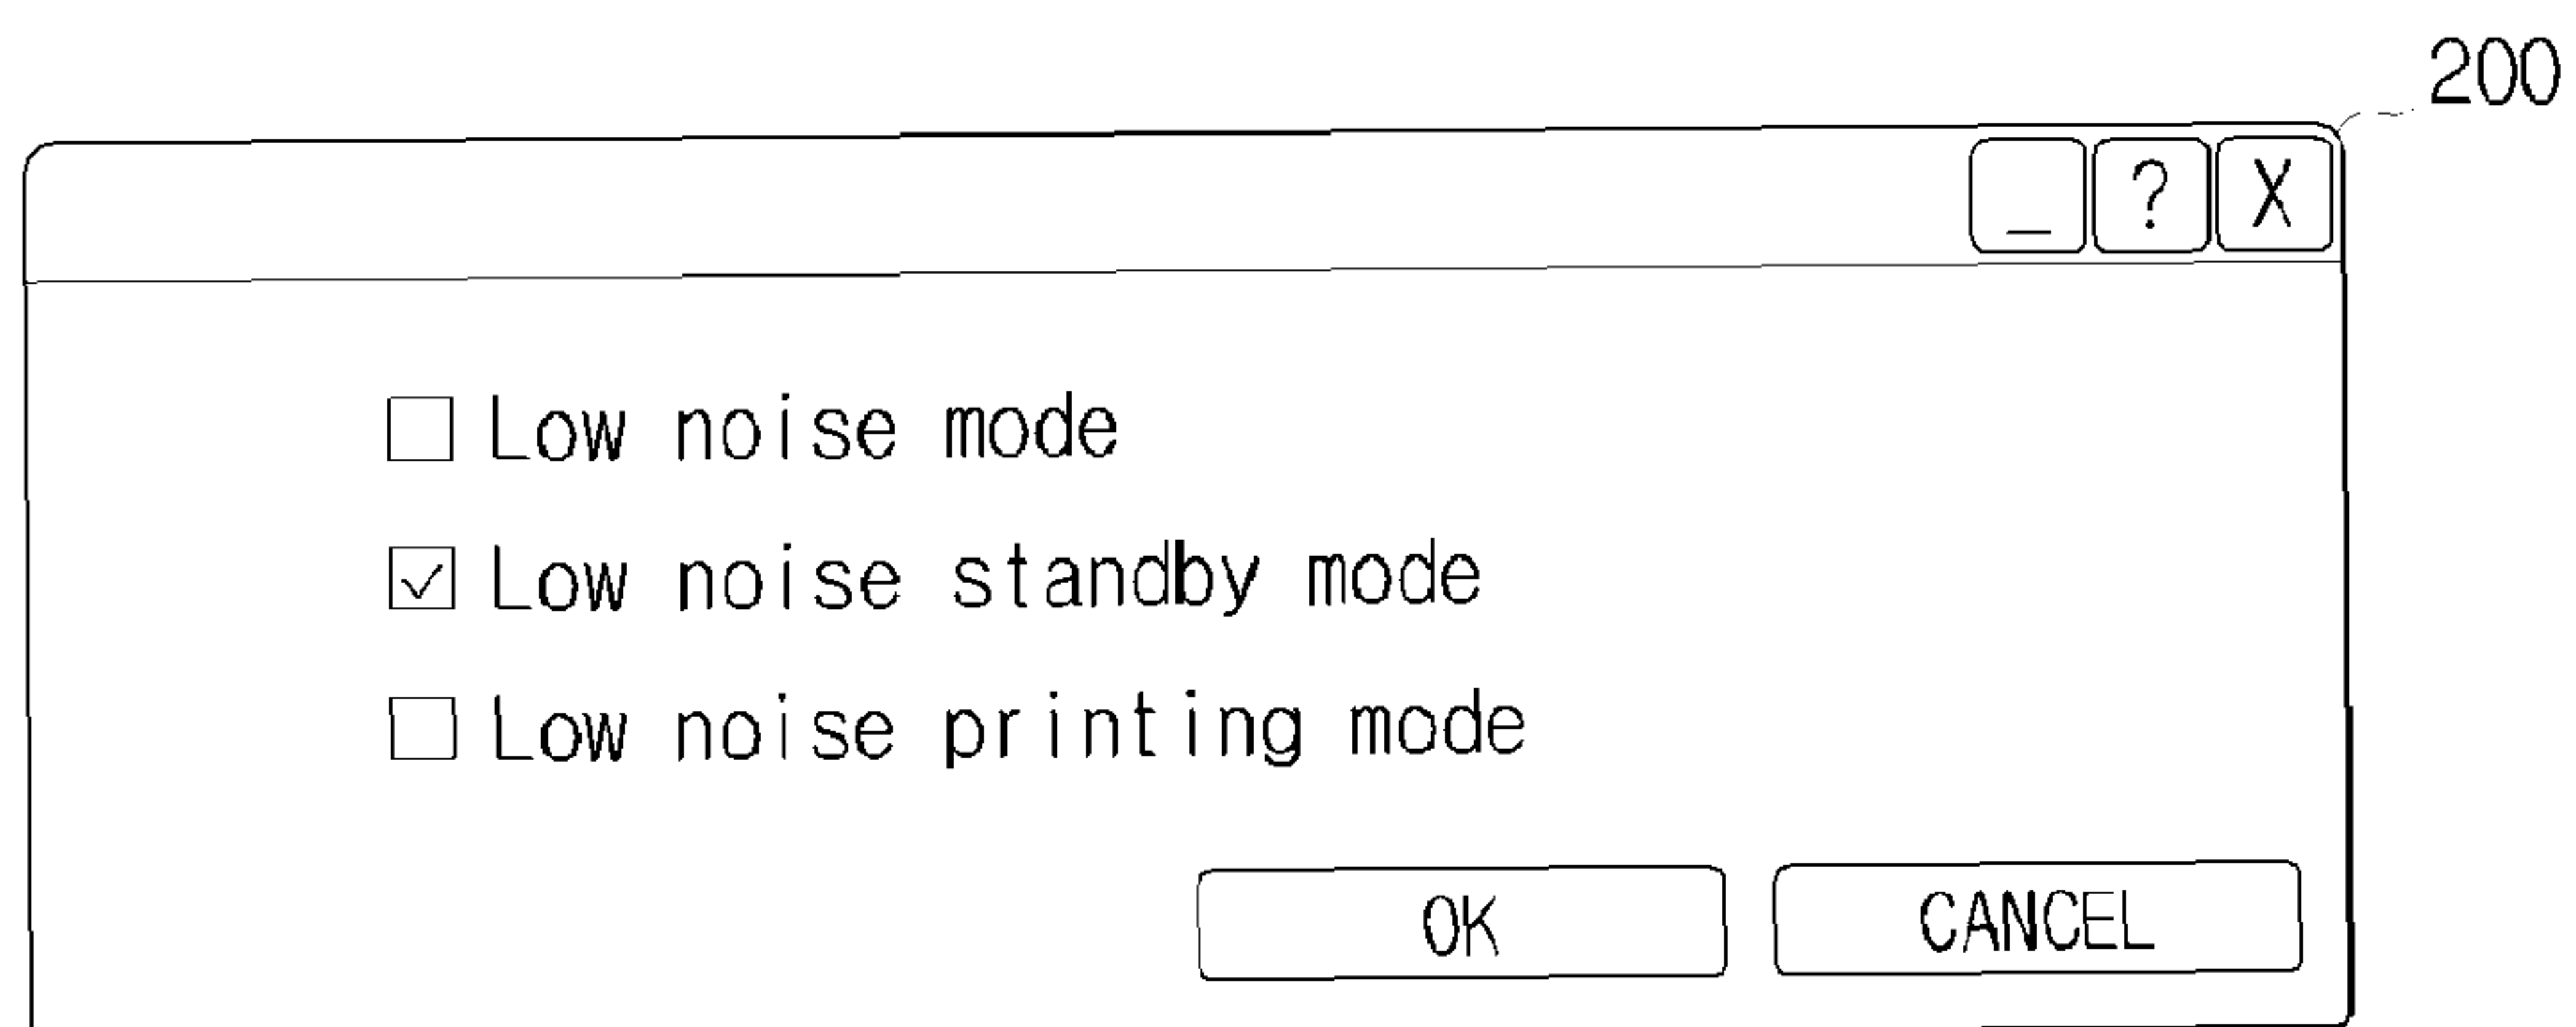 200
_ ? X
Low noise mode
Low noise standby mode
Low noise printing mode
OK CANCEL